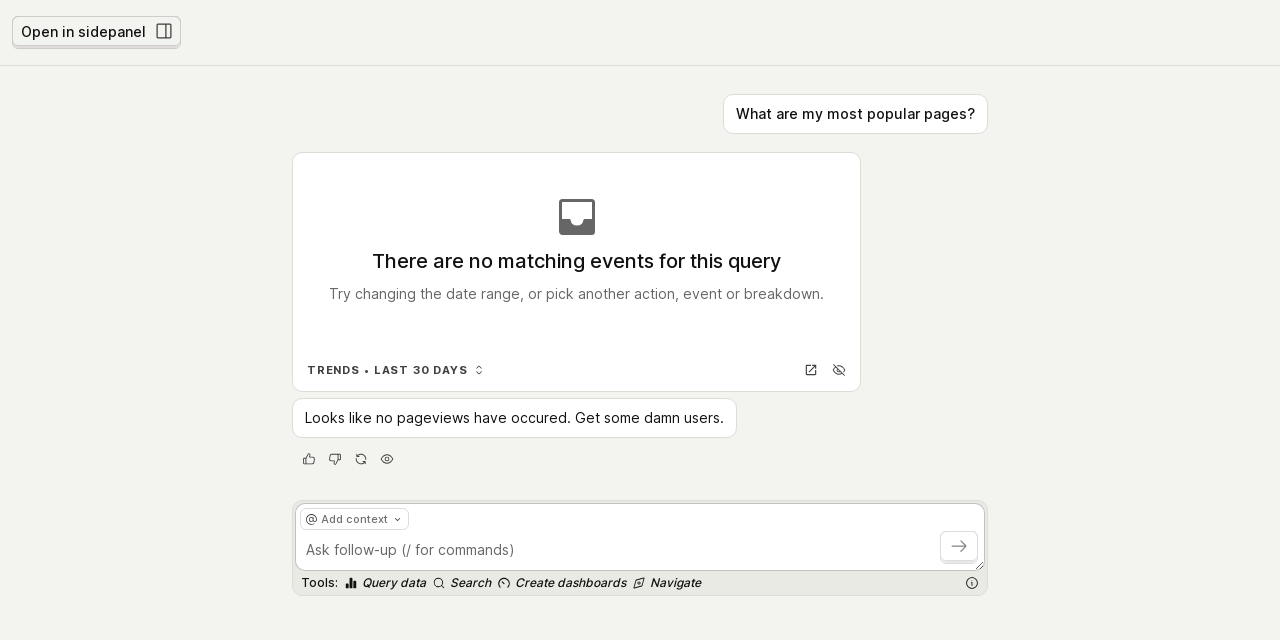 Open in sidepanel
What are my most popular pages?
There are no matching events for this query
Try changing the date range, or pick another action, event or breakdown.
TRENDS • LAST 30 DAYS
Looks like no pageviews have occured. Get some damn users.
@ Add context
Ask follow-up (/ for commands)
Tools: Query data Search Create dashboards Navigate